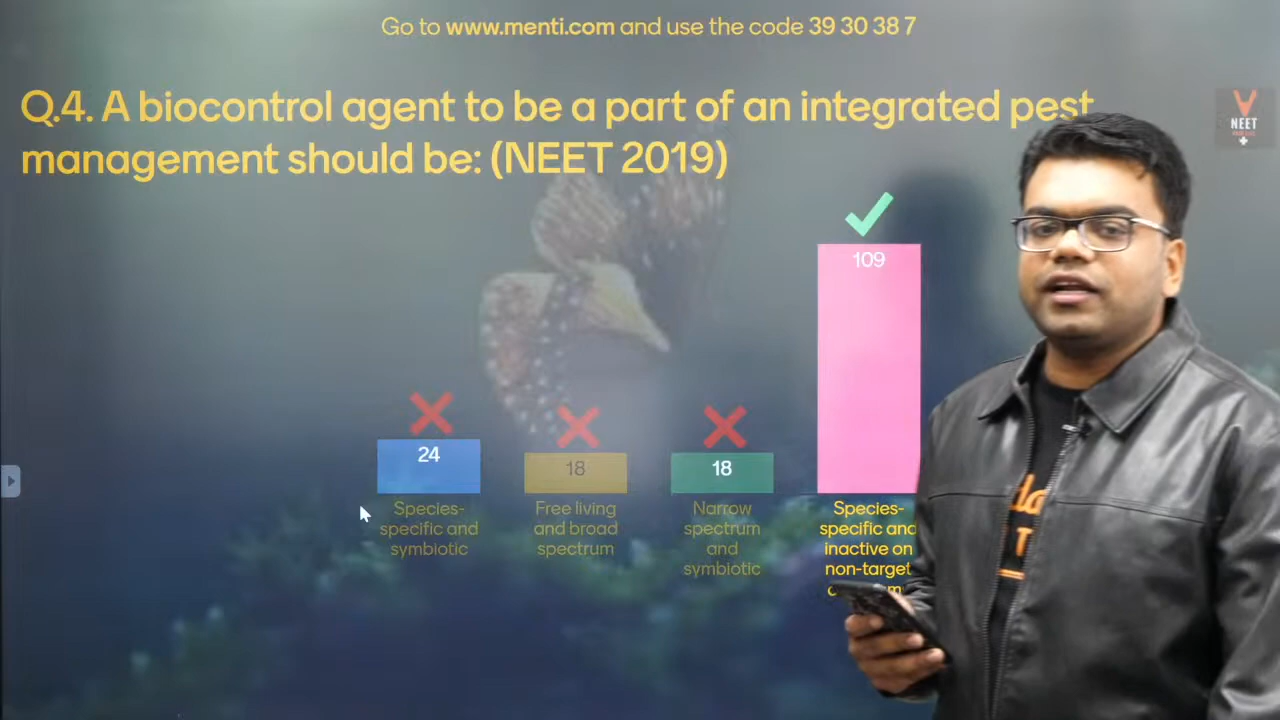 Go to www.menti.com and use the code 39 30 38 7
Q.4. A biocontrol agent to be a part of an integrated pest
management should be: (NEET 2019)
NEET
109
24
18
18
Species-
specific and
symbiotic
Free living
and broad
spectrum
Narrow
spectrum
and
symbiotic
Species-
specific and
inactive on
non-target